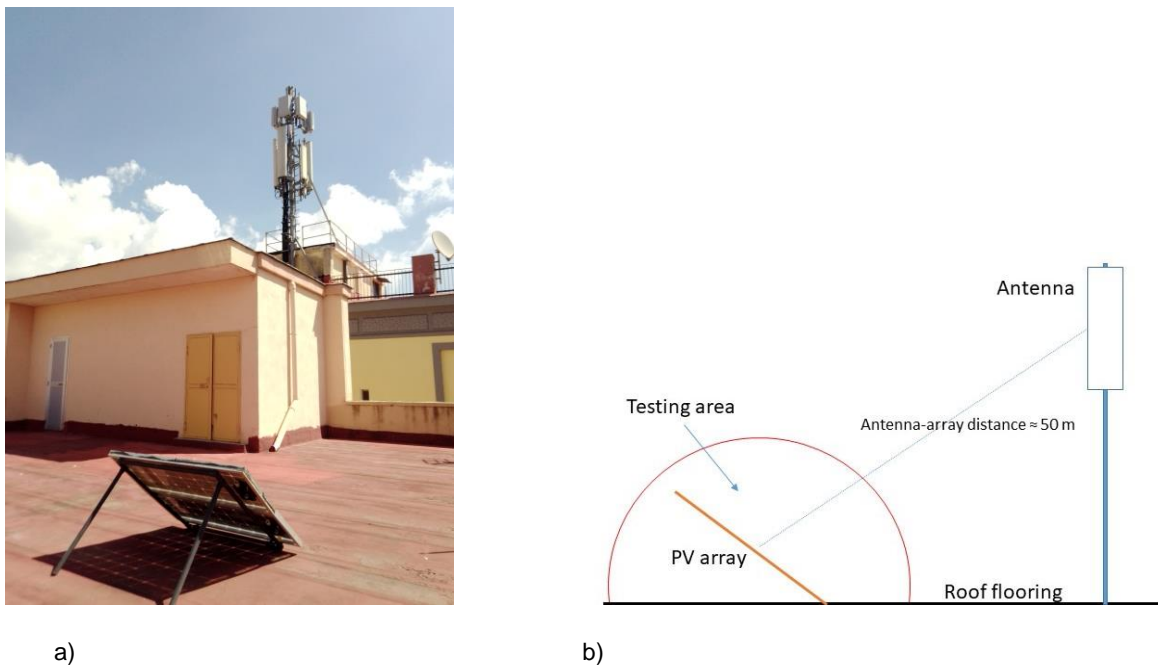 Antenna
Testing area
Antenna-array distance ≈ 50 m
PV array
Roof flooring
a)
b)